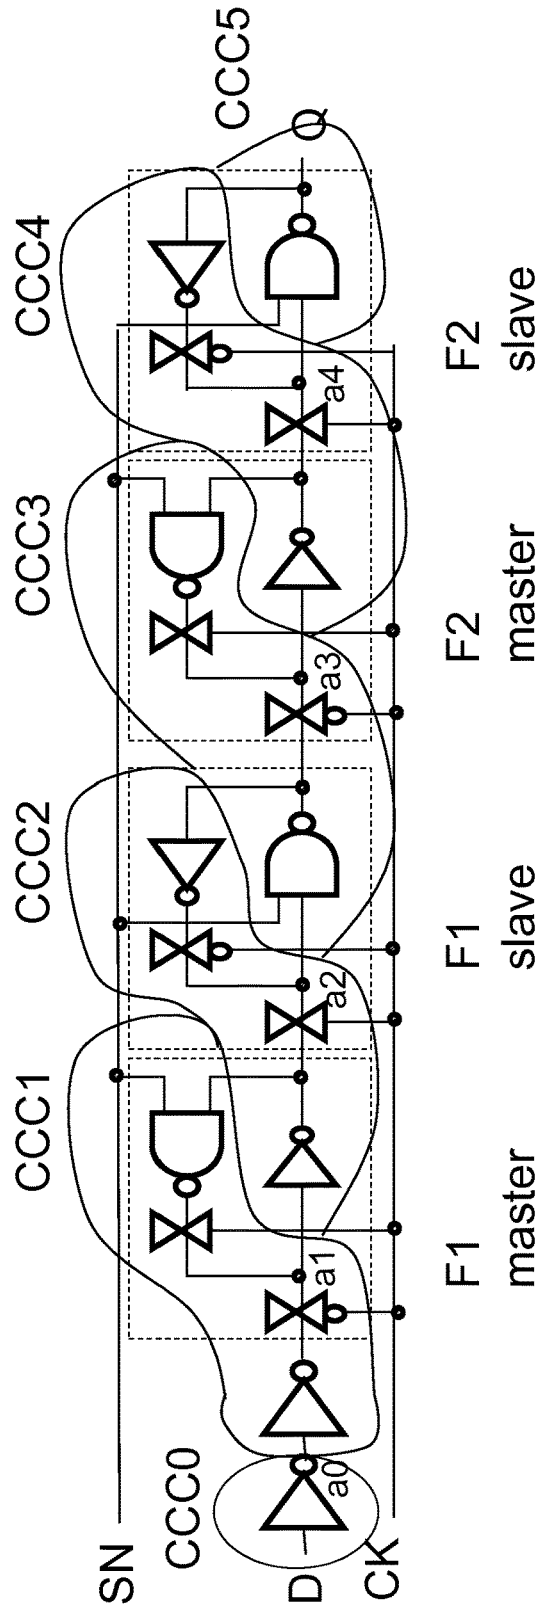 CCC1
CCC2
CCC3
CCC4
CCC5
SN
CCC0
D
a0
a1
a2
a3
a4
Q
CK
F1
master
F1
slave
F2
master
F2
slave